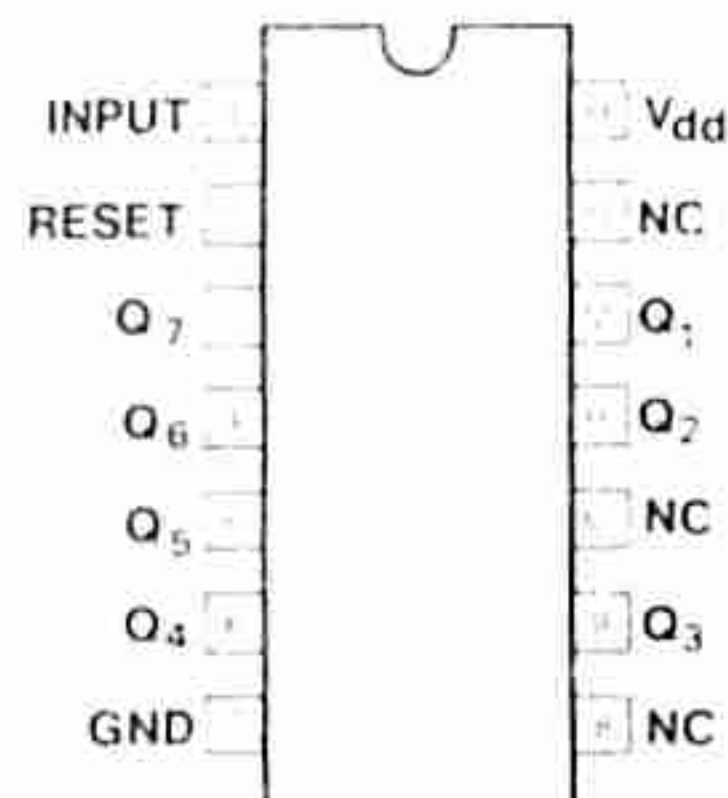 INPUT Vdd
RESET NC
Q7 Q1
Q6 Q2
Q5 NC
Q4 Q3
GND NC